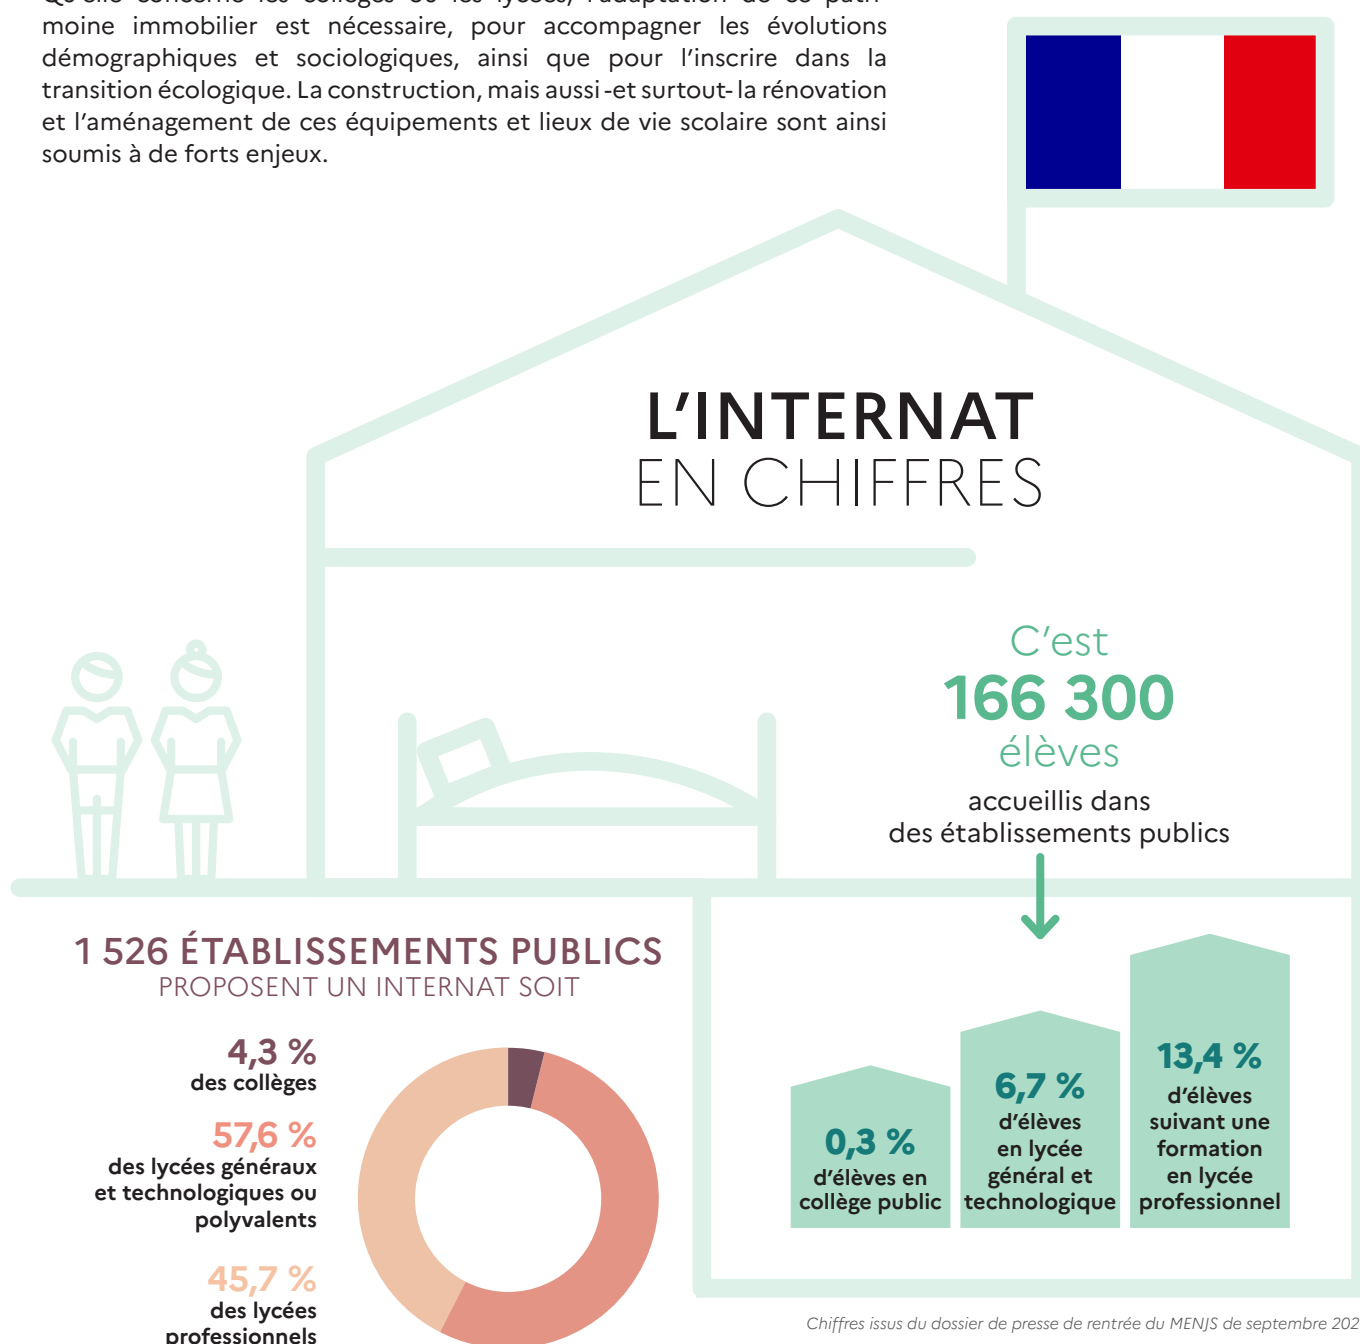 moine immobilier est nécessaire, pour accompagner les évolutions
démographiques et sociologiques, ainsi que pour l'inscrire dans la
transition écologique. La construction, mais aussi -et surtout- la rénovation
et l'aménagement de ces équipements et lieux de vie scolaire sont ainsi
soumis à de forts enjeux.
L'INTERNAT
EN CHIFFRES
C'est
166 300
élèves
accueillis dans
des établissements publics
1 526 ÉTABLISSEMENTS PUBLICS
PROPOSENT UN INTERNAT SOIT
4,3 %
des collèges
57,6 %
des lycées généraux
et technologiques ou
polyvalents
45,7 %
des lycées
professionnels
0,3 %
d'élèves en
collège public
6,7 %
d'élèves
en lycée
général et
technologique
13,4 %
d'élèves
suivant une
formation
en lycée
professionnel
Chiffres issus du dossier de presse de rentrée du MENJS de septembre 202